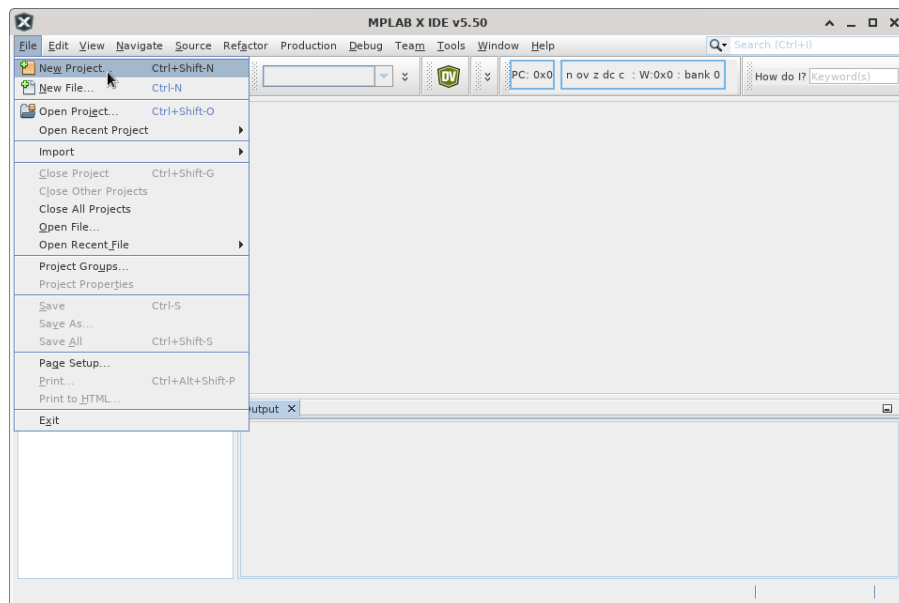 MPLAB X IDE v5.50
File Edit View Navigate Source Refactor Production Debug Team Tools Window Help Search (Ctrl+I)
New Project... Ctrl+Shift-N
PC: 0x0 n ov z dc c : W:0x0 : bank 0 How do I? Keyword(s)
New File... Ctrl-N
Open Project... Ctrl+Shift-O
Open Recent Project
Import
Close Project Ctrl+Shift-G
Close Other Projects
Close All Projects
Open File...
Open Recent File
Project Groups...
Project Properties
Save Ctrl-S
Save As...
Save All Ctrl+Shift-S
Page Setup...
Print... Ctrl+Alt+Shift-P
Print to HTML...
utput
Exit